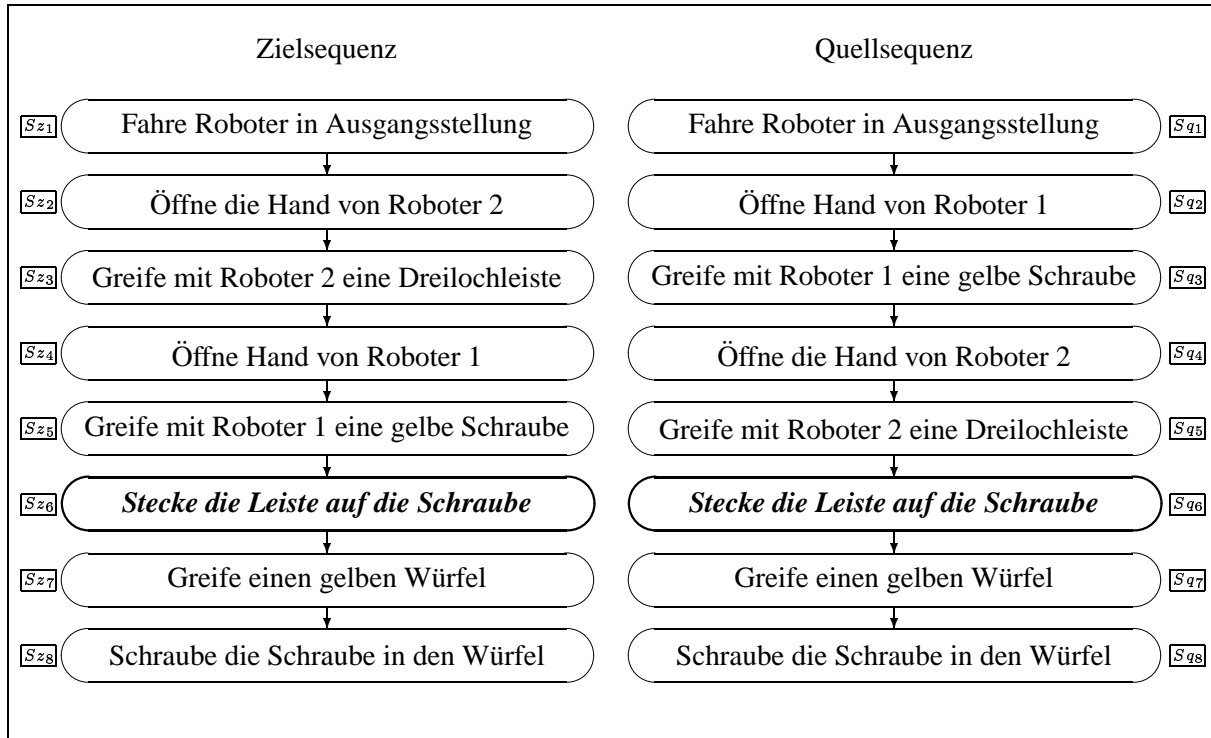 Zielsequenz Quellsequenz
Sz1 Fahre Roboter in Ausgangsstellung Fahre Roboter in Ausgangsstellung Sq1
Sz2 Öffne die Hand von Roboter 2 Öffne Hand von Roboter 1 Sq2
Sz3 Greife mit Roboter 2 eine Dreilochleiste Greife mit Roboter 1 eine gelbe Schraube Sq3
Sz4 Öffne Hand von Roboter 1 Öffne die Hand von Roboter 2 Sq4
Sz5 Greife mit Roboter 1 eine gelbe Schraube Greife mit Roboter 2 eine Dreilochleiste Sq5
Sz6 Stecke die Leiste auf die Schraube Stecke die Leiste auf die Schraube Sq6
Sz7 Greife einen gelben Würfel Greife einen gelben Würfel Sq7
Sz8 Schraube die Schraube in den Würfel Schraube die Schraube in den Würfel Sq8